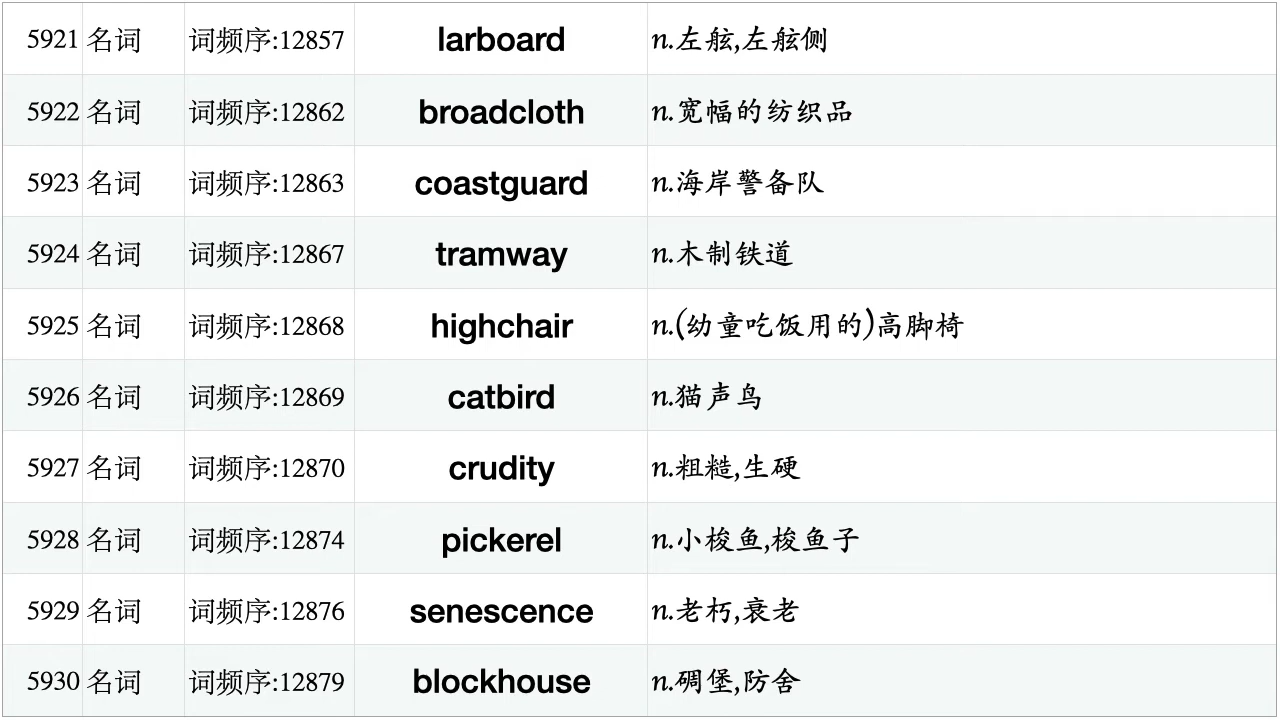 5921 名词 词频序:12857 larboard n.左舷,左舷侧
5922 名词 词频序:12862 broadcloth n.宽幅的纺织品
5923 名词 词频序:12863 coastguard n.海岸警备队
5924 名词 词频序:12867 tramway n.木制铁道
5925 名词 词频序:12868 highchair n.(幼童吃饭用的)高脚椅
5926 名词 词频序:12869 catbird n.猫声鸟
5927 名词 词频序:12870 crudity n.粗糙,生硬
5928 名词 词频序:12874 pickerel n.小梭鱼,梭鱼子
5929 名词 词频序:12876 senescence n.老朽,衰老
5930 名词 词频序:12879 blockhouse n.碉堡,防舍